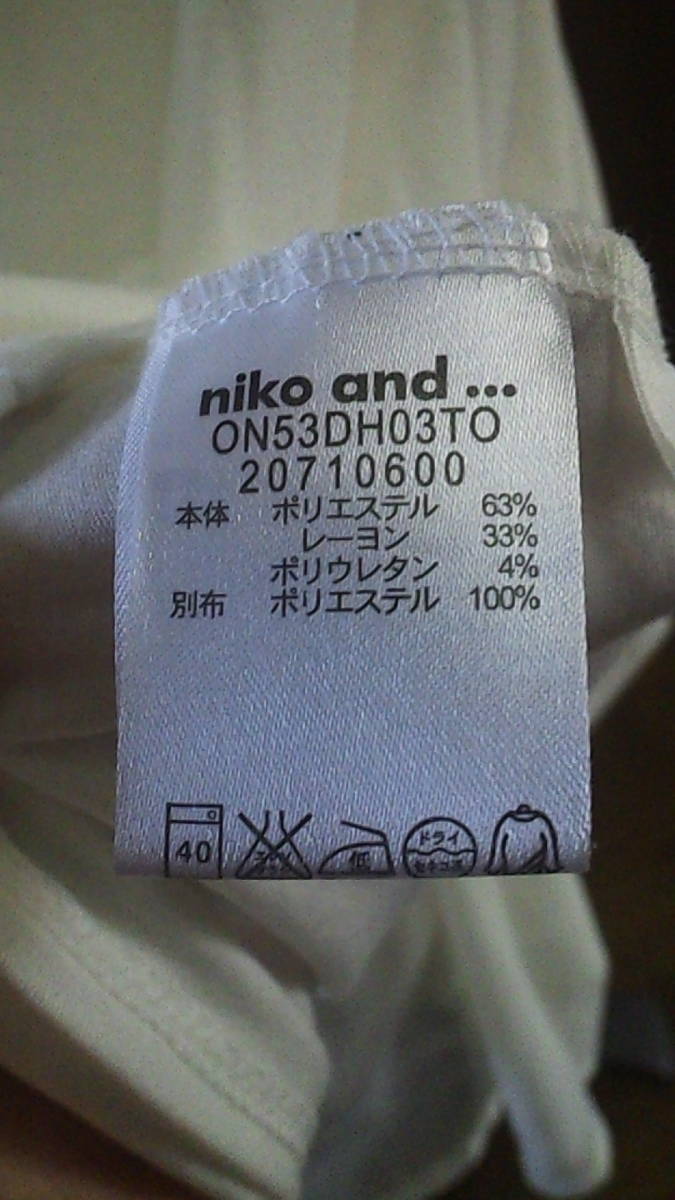 niko and ...
ON53DH03TO
20710600
本体 ポリエステル 63%
レーヨン 33%
ポリウレタン 4%
別布 ポリエステル 100%
40 低 ドライ